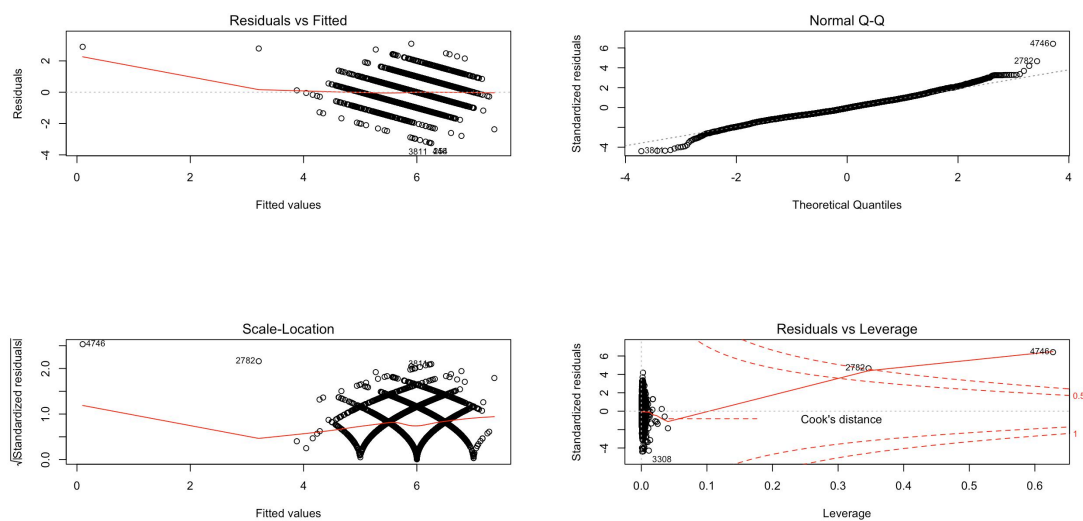 Residuals vs Fitted
Residuals
-4 -2 0 2
3811
0 2 4 6
Fitted values
Normal Q-Q
Standardized residuals
-4 0 2 4 6
4746
2782
3811
-4 -2 0 2 4
Theoretical Quantiles
Scale-Location
√Standardized residuals
0.0 1.0 2.0
4746
2782
3811
0 2 4 6
Fitted values
Residuals vs Leverage
Standardized residuals
-4 0 2 4 6
4746
2782
Cook's distance
3308
0.5
1
0.0 0.1 0.2 0.3 0.4 0.5 0.6
Leverage